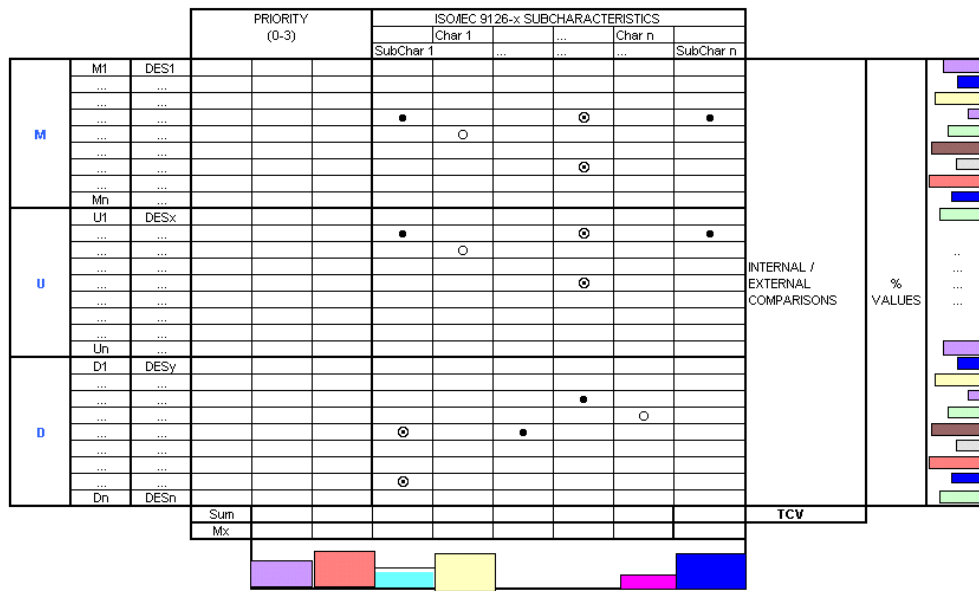 PRIORITY ISO/IEC 9126-x SUBCHARACTERISTICS
(0-3) Char 1 ... Char n
SubChar 1 ... ... ... SubChar n
M1 DES1
... ...
... ...
... ...
M ... ...
... ...
... ...
... ...
Mn ...
U1 DESx
... ...
... ...
... ... INTERNAL / ..
U ... ... EXTERNAL % ...
... ... COMPARISONS VALUES ...
... ...
... ...
Un ...
D1 DESy
... ...
... ...
... ...
D ... ...
... ...
... ...
... ...
Dn DESn
Sum TCV
Mx